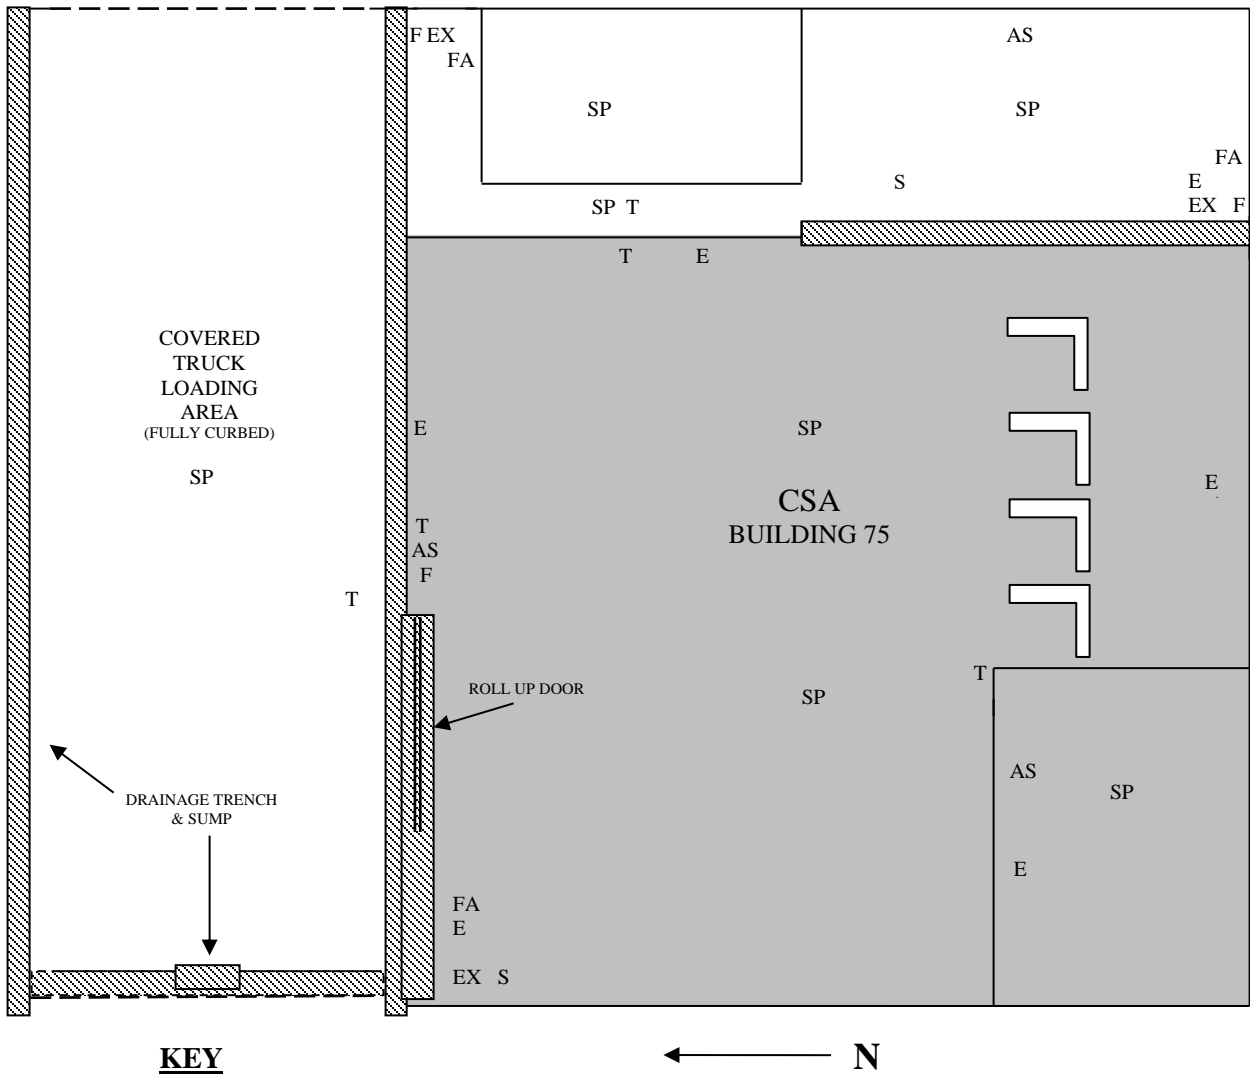 F EX
FA
AS
SP
SP
FA
S
E
EX F
SP T
T E
COVERED
TRUCK
LOADING
AREA
(FULLY CURBED)
SP
E
SP
E
CSA
BUILDING 75
T
AS
F
T
T
ROLL UP DOOR
SP
AS
SP
DRAINAGE TRENCH
& SUMP
E
FA
E
EX S
KEY
N